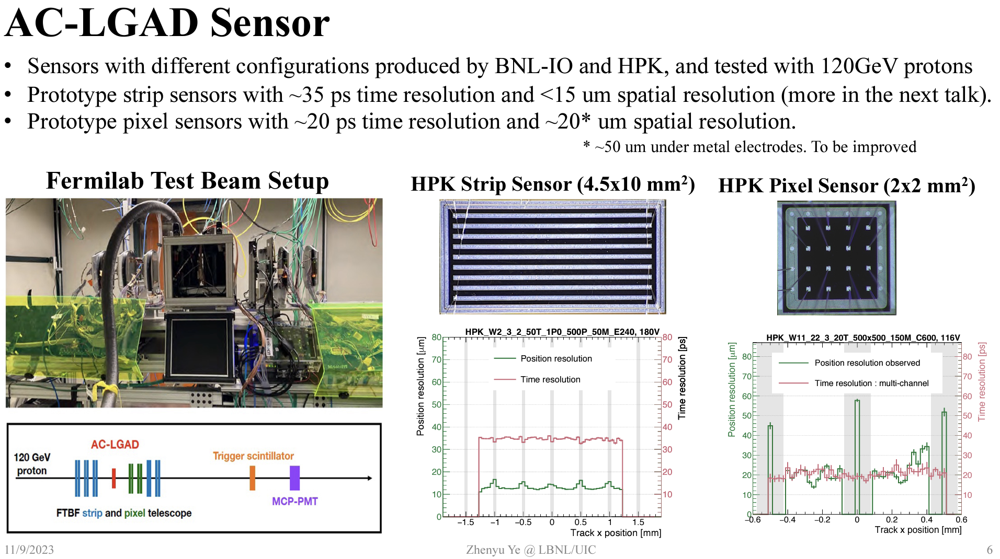 AC-LGAD Sensor
• Sensors with different configurations produced by BNL-IO and HPK, and tested with 120GeV protons
• Prototype strip sensors with ~35 ps time resolution and <15 um spatial resolution (more in the next talk).
• Prototype pixel sensors with ~20 ps time resolution and ~20* um spatial resolution.
* ~50 um under metal electrodes. To be improved
Fermilab Test Beam Setup
120 GeV
proton
AC-LGAD
Trigger scintillator
MCP-PMT
FTBF strip and pixel telescope
HPK Strip Sensor (4.5x10 mm²)
HPK_W2_3_2_50T_1P0_500P_50M_E240, 180V
Position resolution [μm]
80
70
60
50
40
30
20
10
0
Position resolution
Time resolution
80
70
60
50
40
30
20
10
Time resolution [ps]
−1.5 −1 −0.5 0 0.5 1 1.5
Track x position [mm]
HPK Pixel Sensor (2x2 mm²)
HPK_W11_22_3_20T_500x500_150M_C600, 116V
Position resolution [μm]
80
70
60
50
40
30
20
10
0
Position resolution observed
Time resolution : multi-channel
80
70
60
50
40
30
20
10
Time resolution [ps]
−0.6 −0.4 −0.2 0 0.2 0.4 0.6
Track x position [mm]
11/9/2023
Zhenyu Ye @ LBNL/UIC
6